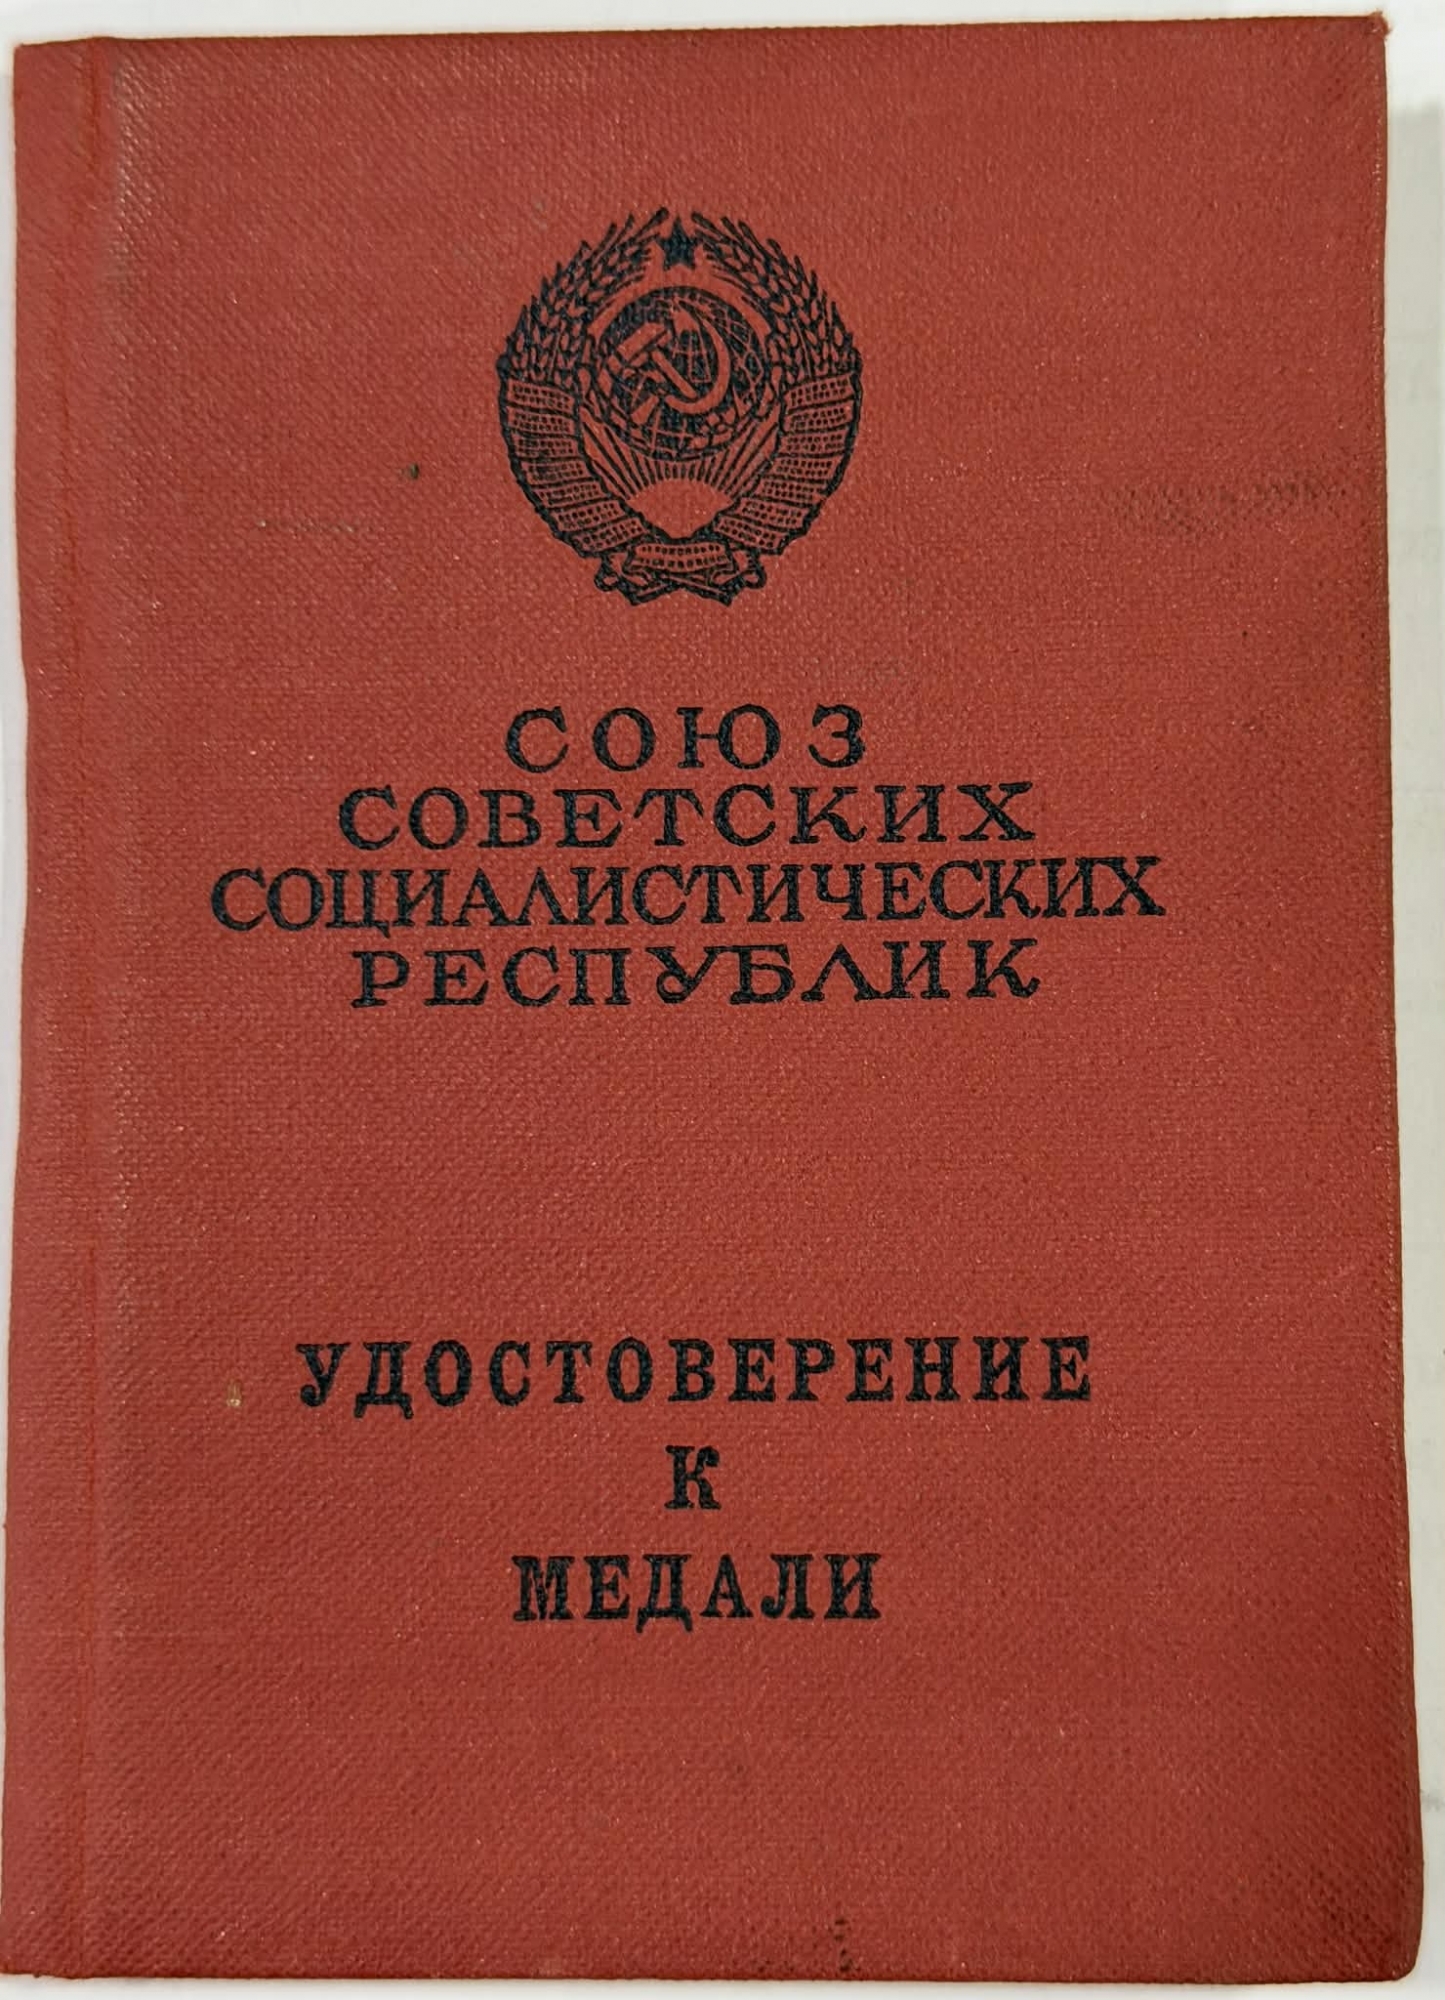 СОЮЗ
СОВЕТСКИХ
СОЦИАЛИСТИЧЕСКИХ
РЕСПУБЛИК
УДОСТОВЕРЕНИЕ
К
МЕДАЛИ